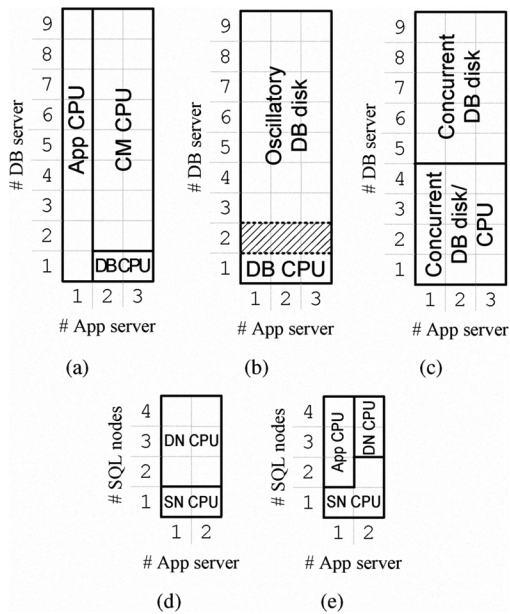 9
8
7
6
5
4
3
2
1
# DB server
App CPU
CM CPU
DB CPU
1 2 3
# App server
(a)
9
8
7
6
5
4
3
2
1
# DB server
Oscillatory
DB disk
DB CPU
1 2 3
# App server
(b)
9
8
7
6
5
4
3
2
1
# DB server
Concurrent
DB disk
Concurrent
DB disk/
CPU
1 2 3
# App server
(c)
4
3
2
1
# SQL nodes
DN CPU
SN CPU
1 2
# App server
(d)
4
3
2
1
# SQL nodes
App CPU
DN CPU
SN CPU
1 2
# App server
(e)